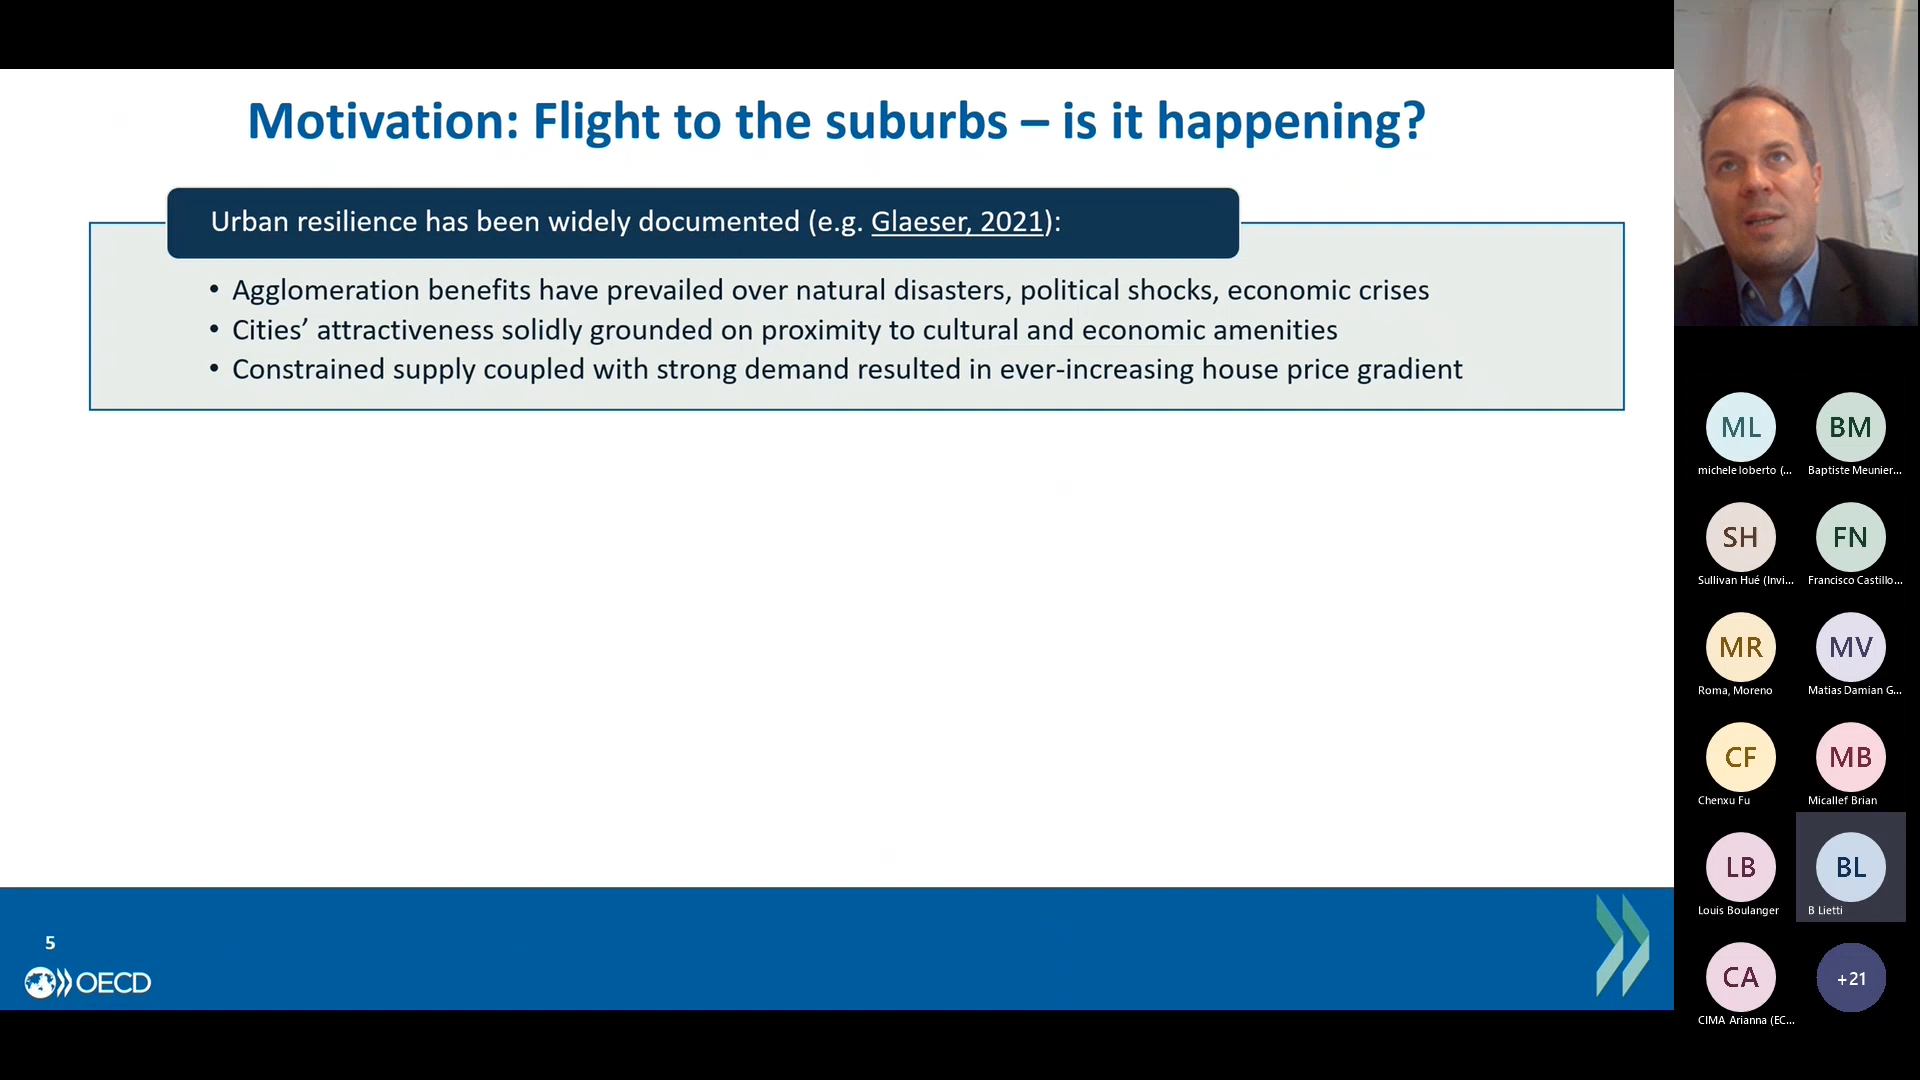 Motivation: Flight to the suburbs – is it happening?
Urban resilience has been widely documented (e.g. Glaeser, 2021):
• Agglomeration benefits have prevailed over natural disasters, political shocks, economic crises
• Cities’ attractiveness solidly grounded on proximity to cultural and economic amenities
• Constrained supply coupled with strong demand resulted in ever-increasing house price gradient
5
OECD
ML
michele loberto (...
BM
Baptiste Meunier...
SH
Sullivan Hué (Invi...
FN
Francisco Castillo...
MR
Roma, Moreno
MV
Matias Damian G...
CF
Chenxu Fu
MB
Micallef Brian
LB
Louis Boulanger
BL
B Lietti
CA
CIMA Arianna (EC...
+21